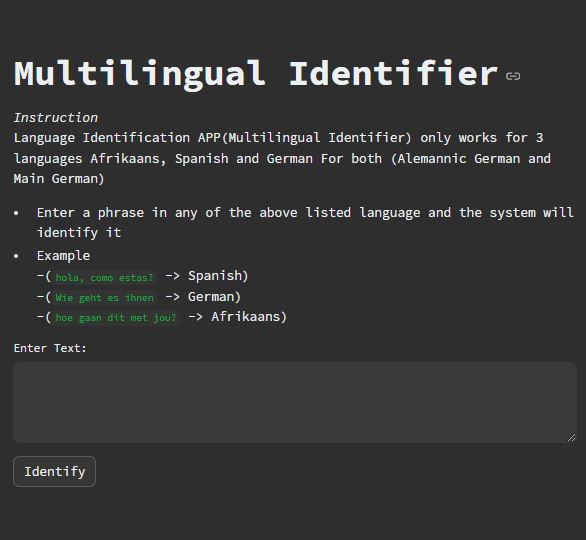 Multilingual Identifier
Instruction
Language Identification APP(Multilingual Identifier) only works for 3
languages Afrikaans, Spanish and German For both (Alemannic German and
Main German)
• Enter a phrase in any of the above listed language and the system will
identify it
• Example
-( hola, como estas? -> Spanish)
-( Wie geht es ihnen -> German)
-( hoe gaan dit met jou? -> Afrikaans)
Enter Text:
Identify